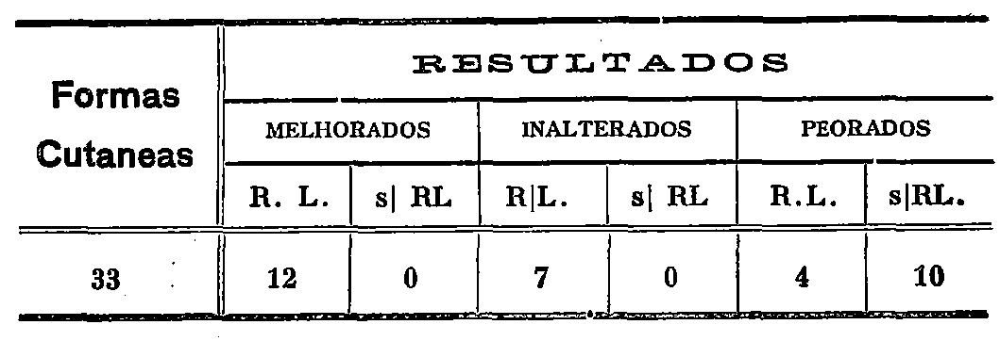 RESULTADOS
Formas
Cutaneas
MELHORADOS INALTERADOS PEORADOS
R. L. s| RL R|L. s| RL R.L. s|RL.
33 12 0 7 0 4 10